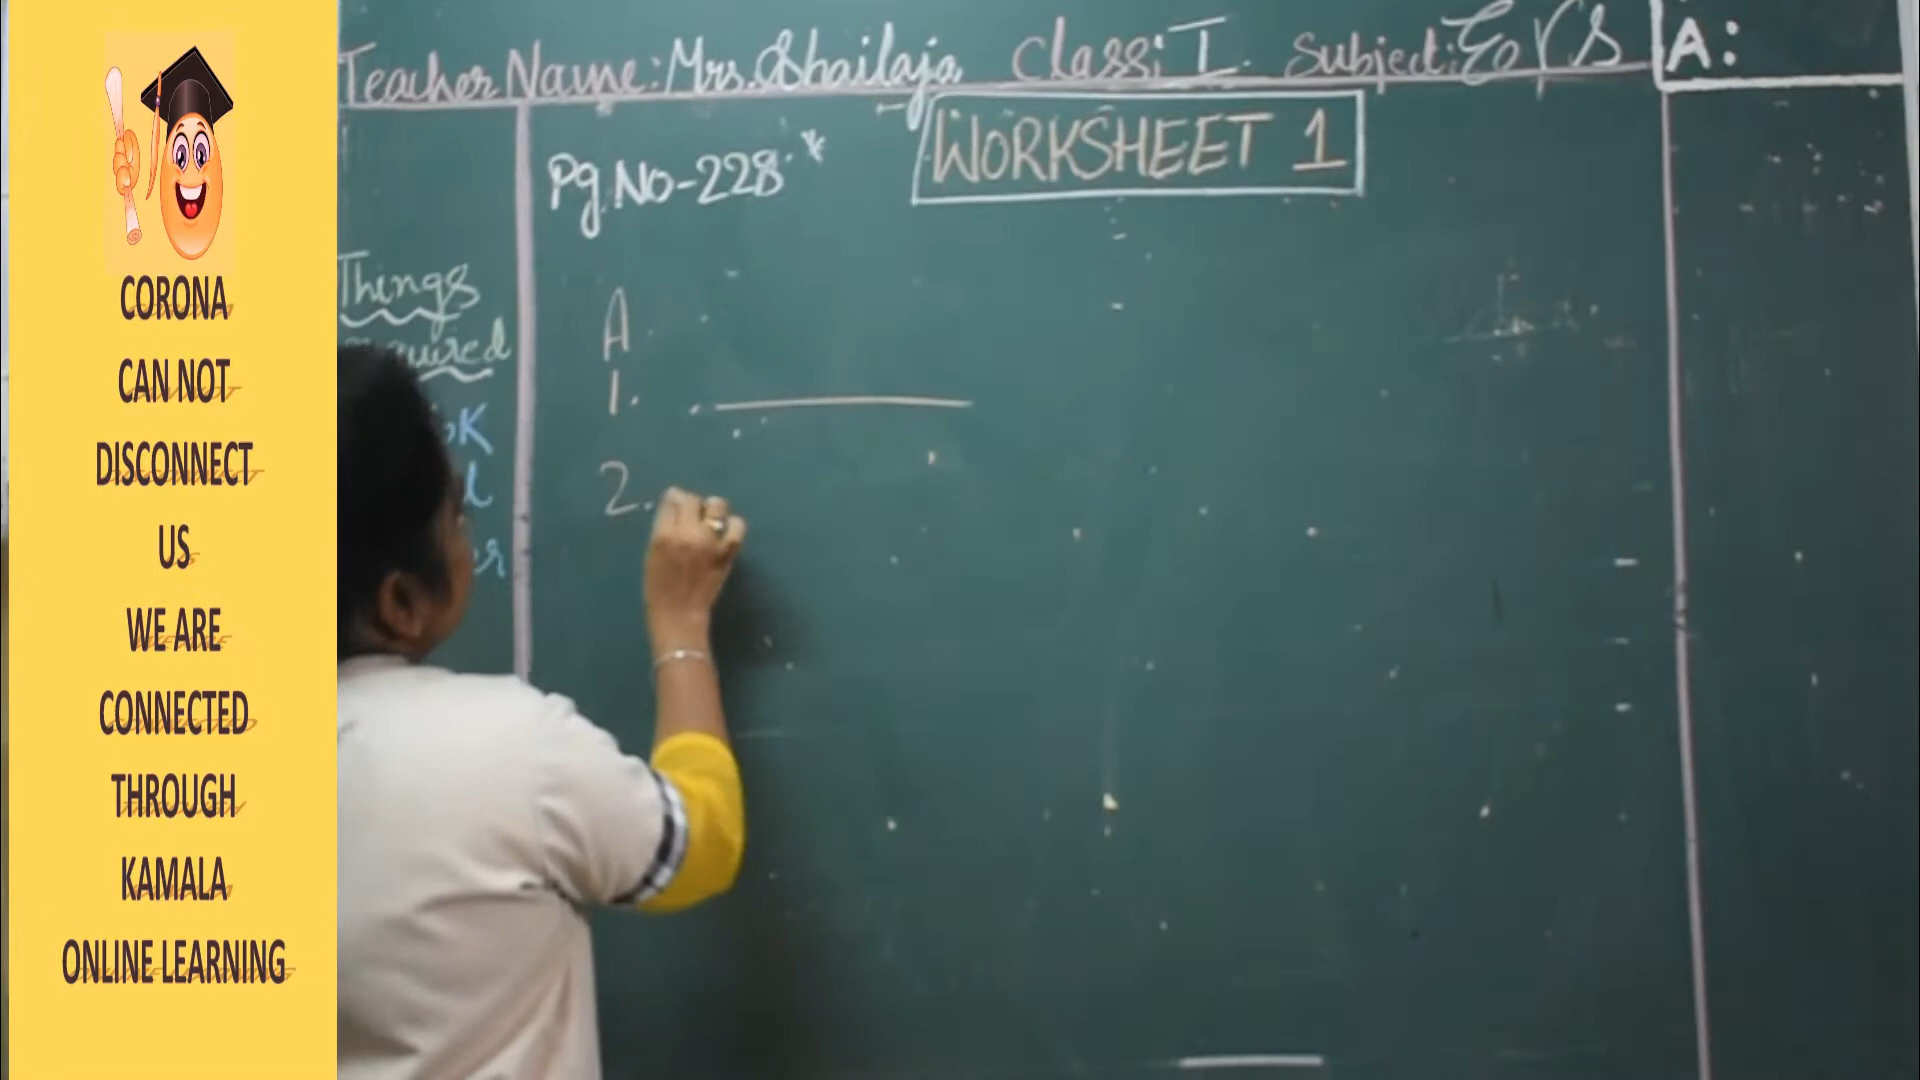 CORONA
CAN NOT
DISCONNECT
US
WE ARE
CONNECTED
THROUGH
KAMALA
ONLINE LEARNING
Teacher Name: Mrs. Shailaja Class: I Subject: EVS
A:
WORKSHEET 1
Pg. No-228
Things
A
1.
2.